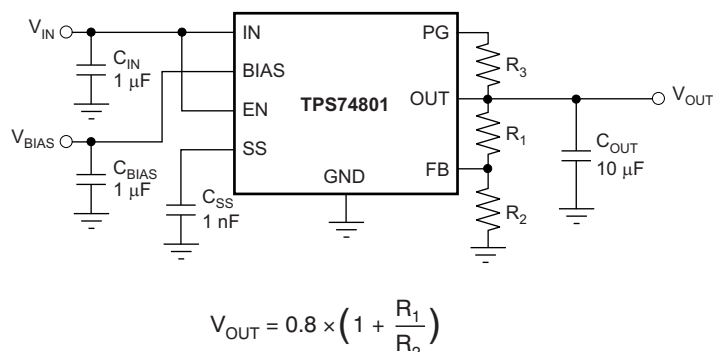 V_IN
C_IN
1 µF
V_BIAS
C_BIAS
1 µF
C_SS
1 nF
IN
BIAS
EN
SS
TPS74801
GND
PG
OUT
FB
R_3
R_1
R_2
V_OUT
C_OUT
10 µF
V_OUT = 0.8 × (1 + R_1 / R_2)